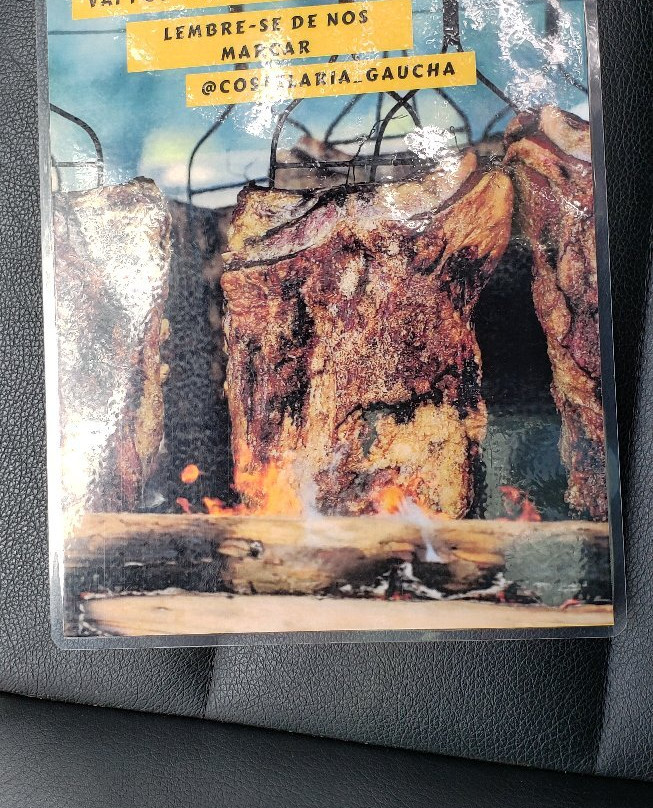 LEMBRE-SE DE NOS
MARCAR
@COSTELARIA_GAUCHA